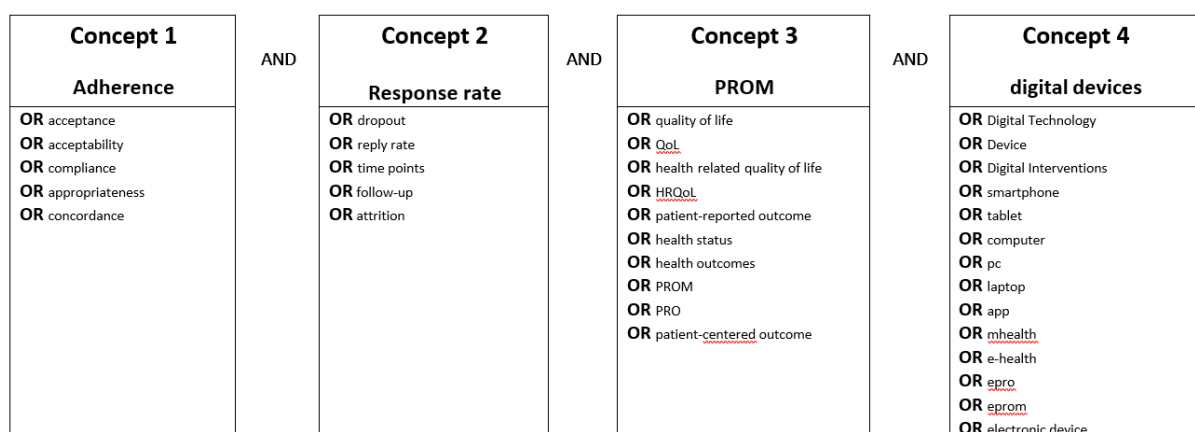 Concept 1
Adherence
OR acceptance
OR acceptability
OR compliance
OR appropriateness
OR concordance
AND
Concept 2
Response rate
OR dropout
OR reply rate
OR time points
OR follow-up
OR attrition
AND
Concept 3
PROM
OR quality of life
OR QoL
OR health related quality of life
OR HRQoL
OR patient-reported outcome
OR health status
OR health outcomes
OR PROM
OR PRO
OR patient-centered outcome
AND
Concept 4
digital devices
OR Digital Technology
OR Device
OR Digital Interventions
OR smartphone
OR tablet
OR computer
OR pc
OR laptop
OR app
OR mhealth
OR e-health
OR epro
OR eprom
OR electronic device